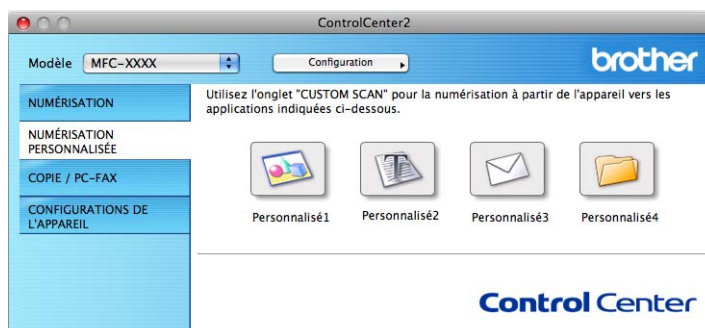 ControlCenter2
Modèle MFC-XXXX Configuration brother
NUMÉRISATION
NUMÉRISATION
PERSONNALISÉE
COPIE / PC-FAX
CONFIGURATIONS DE
L'APPAREIL
Utilisez l'onglet "CUSTOM SCAN" pour la numérisation à partir de l'appareil vers les
applications indiquées ci-dessous.
Personnalisé1 Personnalisé2 Personnalisé3 Personnalisé4
Control Center